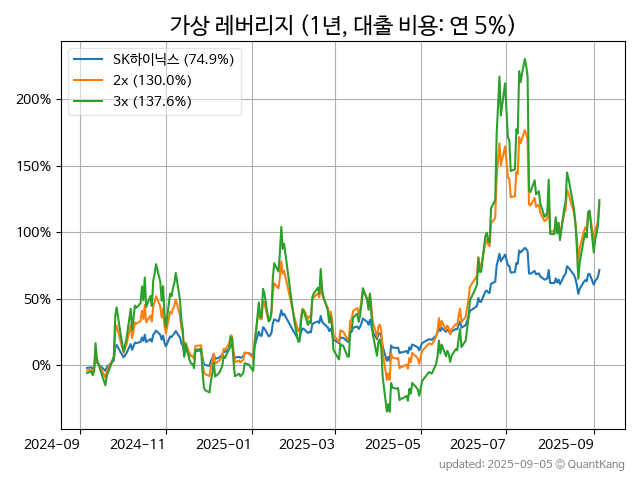 가상 레버리지 (1년, 대출 비용: 연 5%)
SK하이닉스 (74.9%)
2x (130.0%)
3x (137.6%)
200%
150%
100%
50%
0%
2024-09 2024-11 2025-01 2025-03 2025-05 2025-07 2025-09
updated: 2025-09-05 © QuantKang